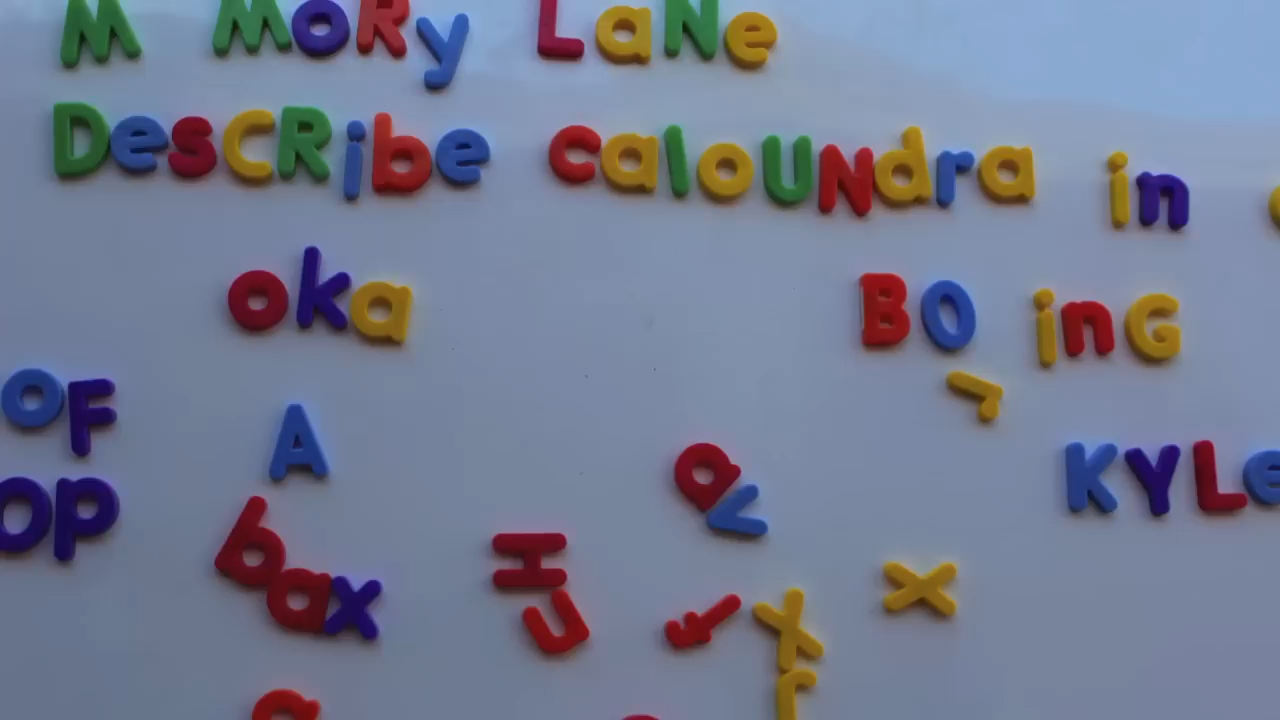 M MORY LaNe
DesCRibe caloUNdra in
oka
BO inG
OF
A
KYLe
OP
bax